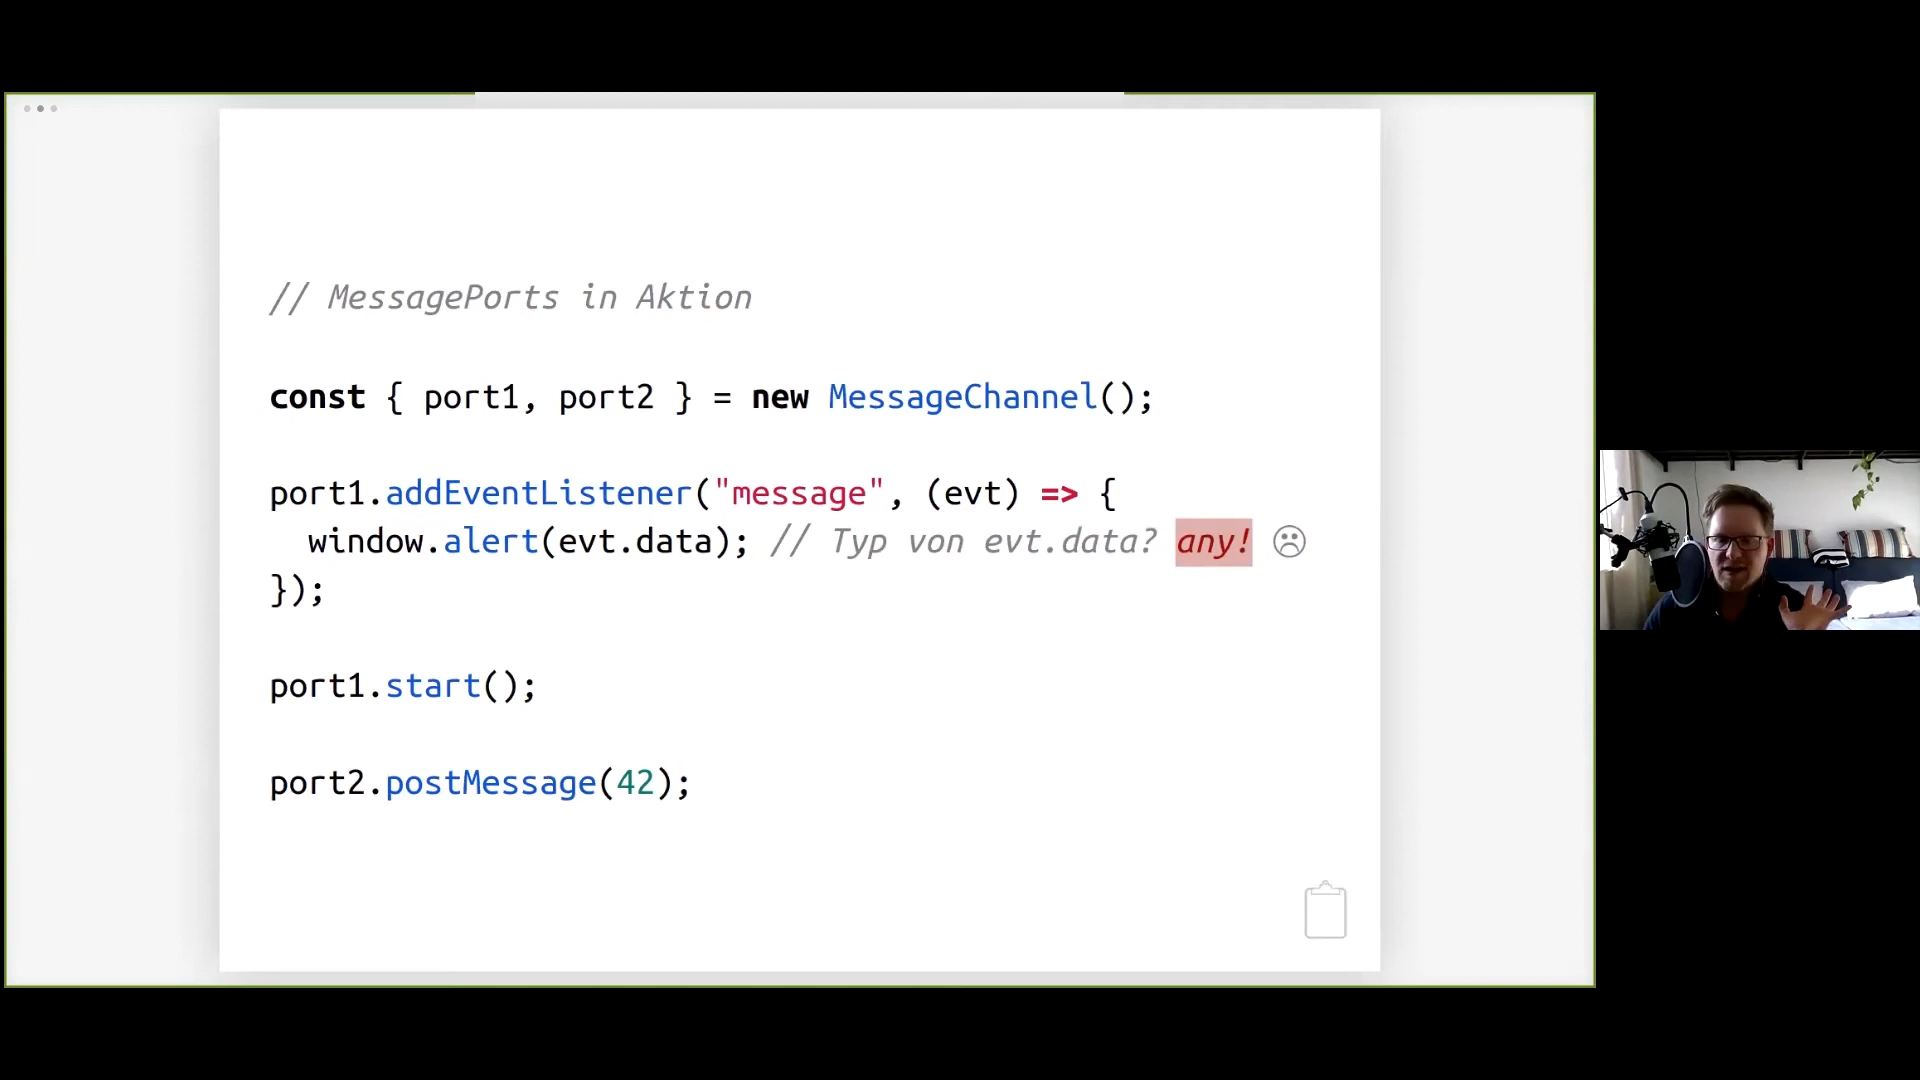 // MessagePorts in Aktion
const { port1, port2 } = new MessageChannel();
port1.addEventListener("message", (evt) => {
  window.alert(evt.data); // Typ von evt.data? any! ☹
});
port1.start();
port2.postMessage(42);